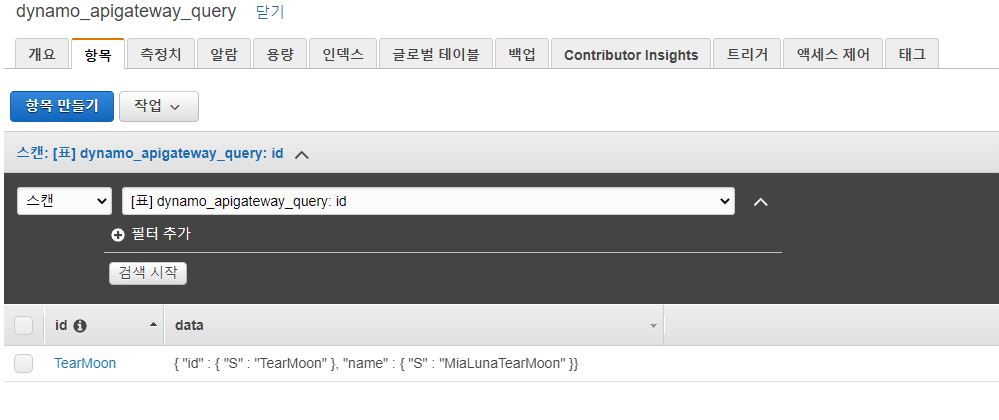 dynamo_apigateway_query 닫기
개요 항목 측정치 알람 용량 인덱스 글로벌 테이블 백업 Contributor Insights 트리거 액세스 제어 태그
항목 만들기 작업
스캔: [표] dynamo_apigateway_query: id
스캔 [표] dynamo_apigateway_query: id
필터 추가
검색 시작
id data
TearMoon { "id" : { "S" : "TearMoon" }, "name" : { "S" : "MiaLunaTearMoon" }}